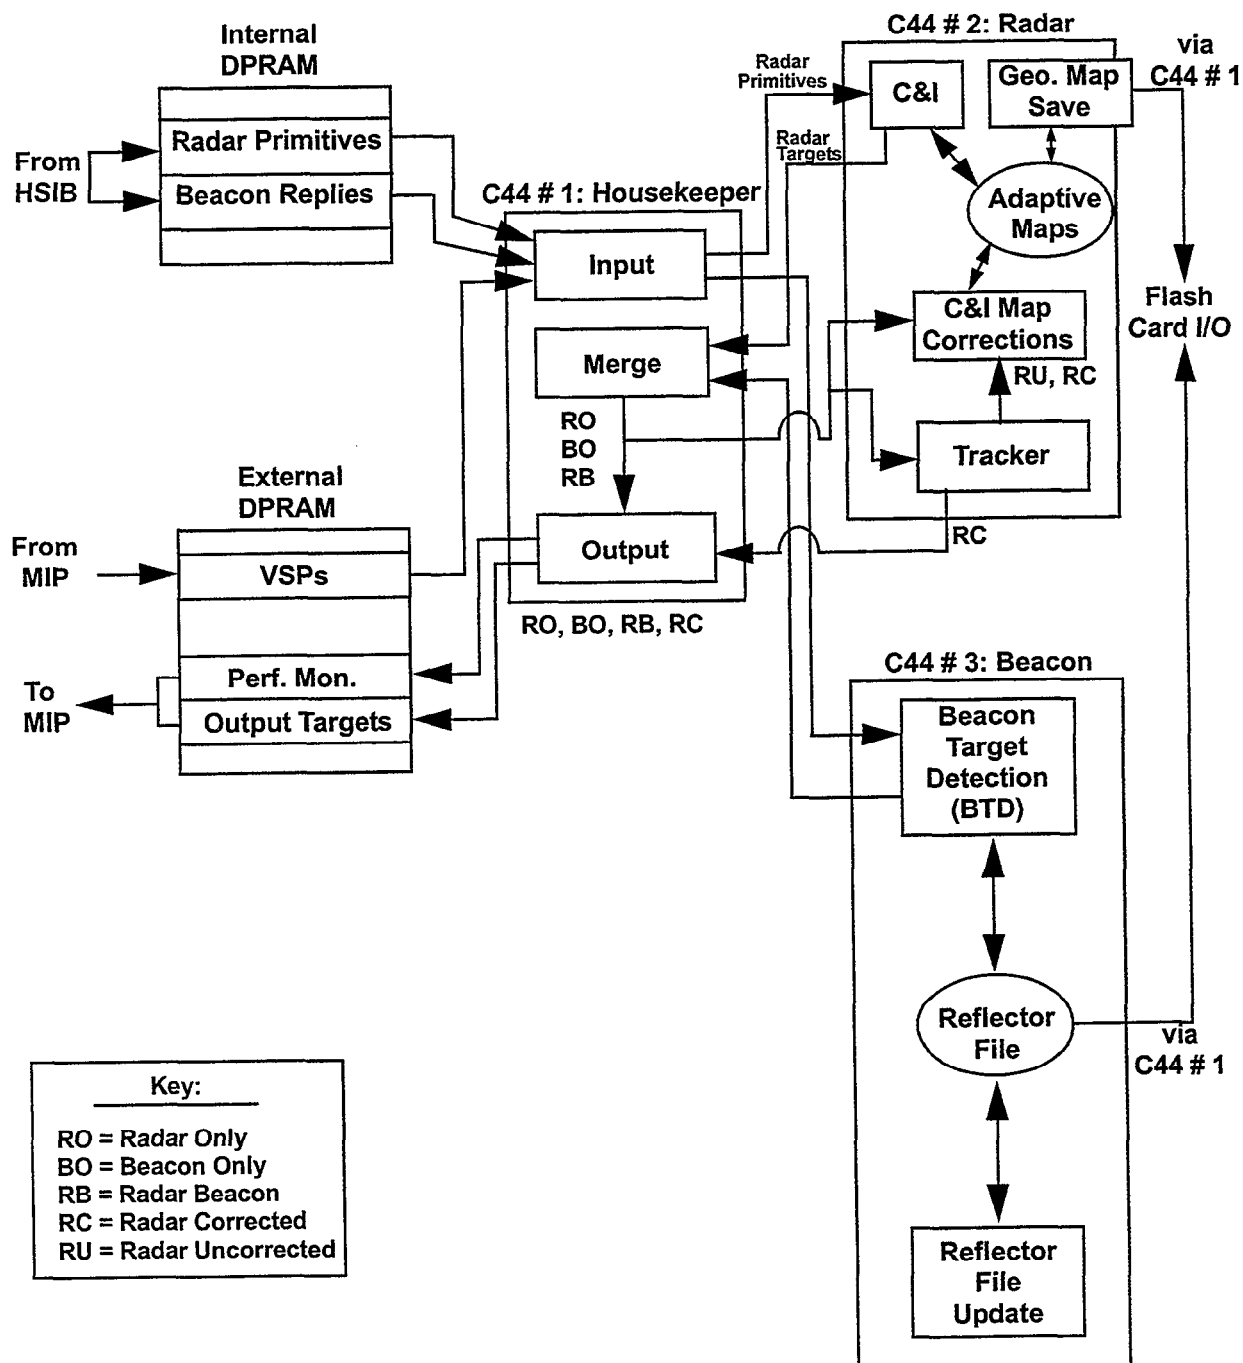 Internal
DPRAM
Radar Primitives
Beacon Replies
From
HSIB
C44 # 1: Housekeeper
Input
Merge
RO
BO
RB
Output
RO, BO, RB, RC
External
DPRAM
From
MIP
VSPs
Perf. Mon.
Output Targets
To
MIP
C44 # 2: Radar
Radar
Primitives
Radar
Targets
C&I
Geo. Map
Save
via
C44 # 1
Adaptive
Maps
C&I Map
Corrections
RU, RC
Tracker
RC
Flash
Card I/O
C44 # 3: Beacon
Beacon
Target
Detection
(BTD)
Reflector
File
via
C44 # 1
Reflector
File
Update
Key:
RO = Radar Only
BO = Beacon Only
RB = Radar Beacon
RC = Radar Corrected
RU = Radar Uncorrected